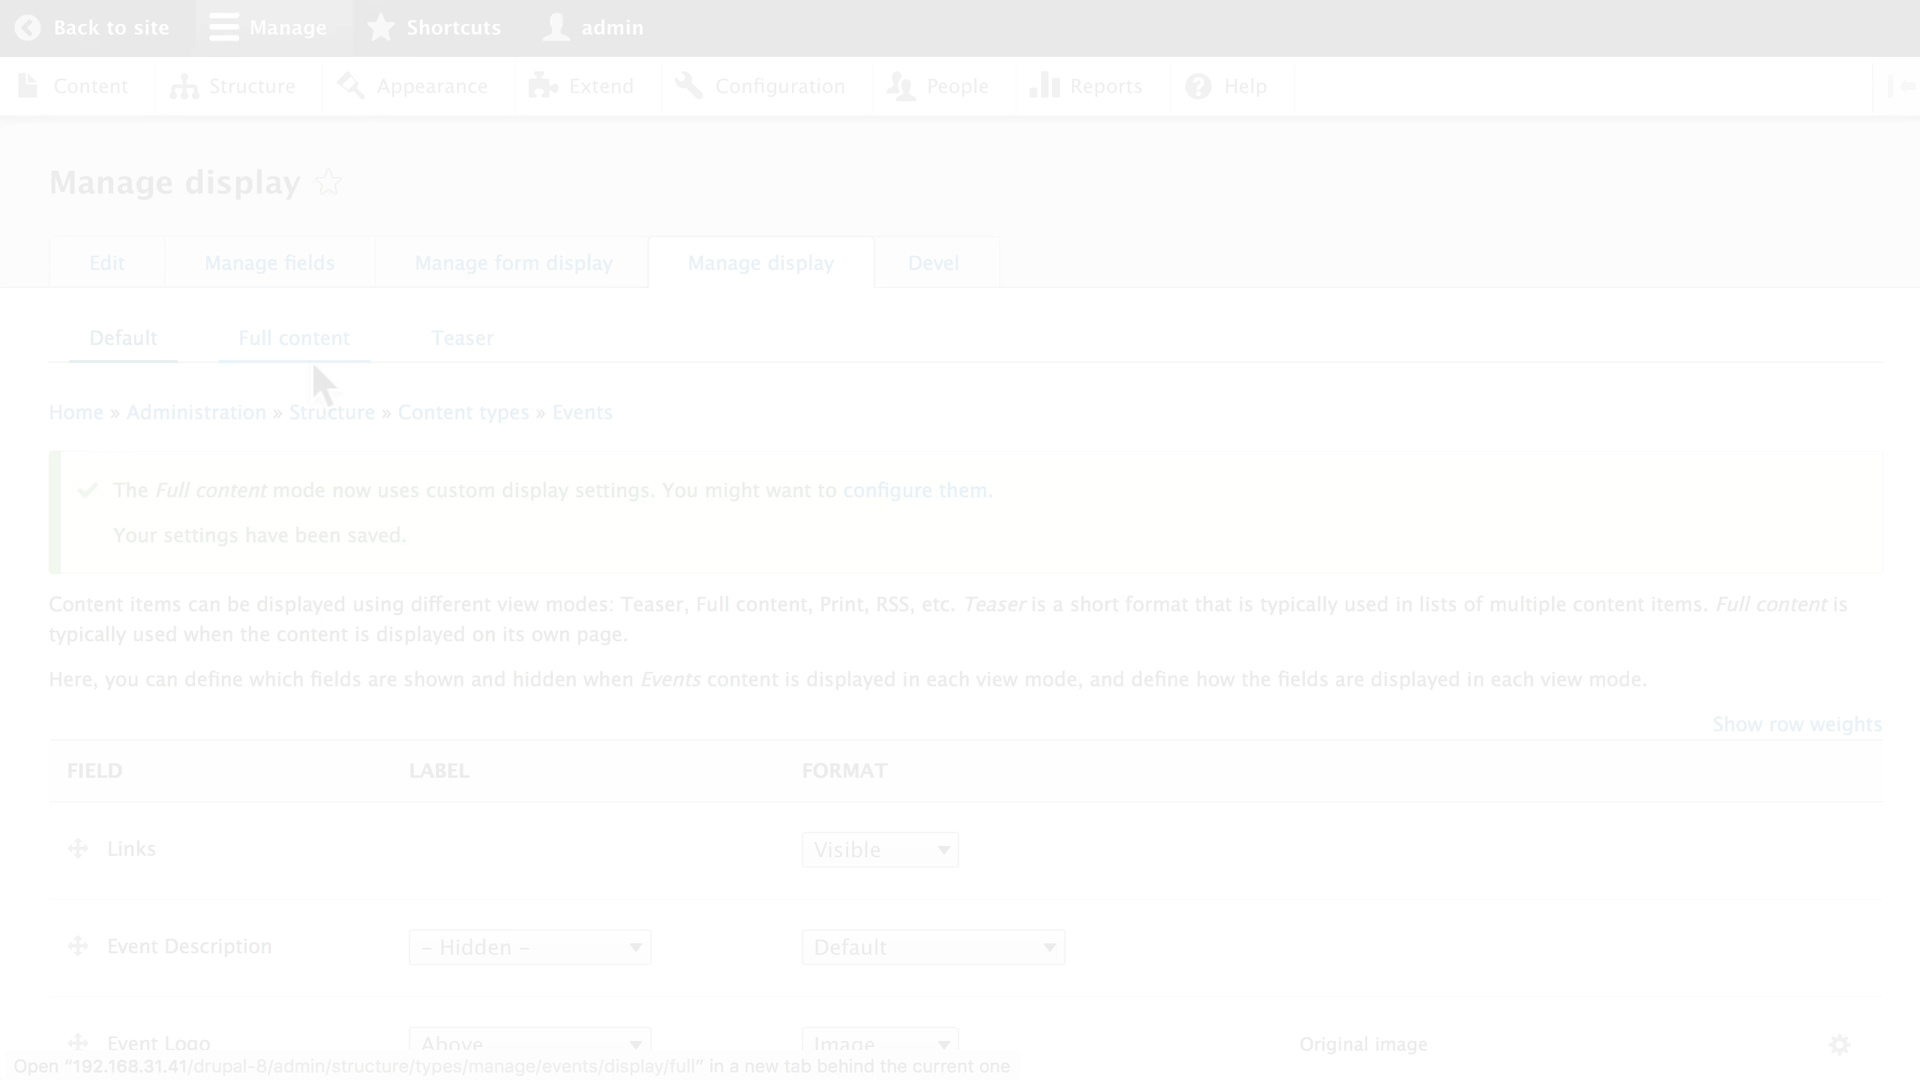 Back to site Manage Shortcuts admin
Content Structure Appearance Extend Configuration People Reports Help
Manage display
Edit Manage fields Manage form display Manage display Devel
Default Full content Teaser
Home » Administration » Structure » Content types » Events
The Full content mode now uses custom display settings. You might want to configure them.
Your settings have been saved.
Content items can be displayed using different view modes: Teaser, Full content, Print, RSS, etc. Teaser is a short format that is typically used in lists of multiple content items. Full content is
typically used when the content is displayed on its own page.
Here, you can define which fields are shown and hidden when Events content is displayed in each view mode, and define how the fields are displayed in each view mode.
Show row weights
FIELD LABEL FORMAT
Links Visible
Event Description – Hidden – Default
Event Logo Above Image Original image
Open “192.168.31.41/drupal-8/admin/structure/types/manage/events/display/full” in a new tab behind the current one